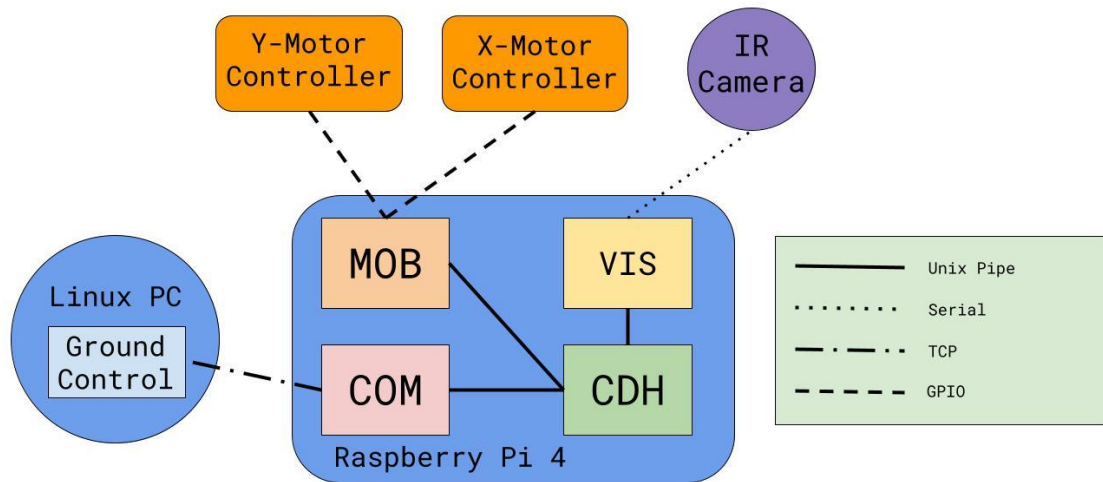 Y-Motor
Controller
X-Motor
Controller
IR
Camera
MOB
VIS
Linux PC
Ground
Control
COM
CDH
Raspberry Pi 4
Unix Pipe
Serial
TCP
GPIO